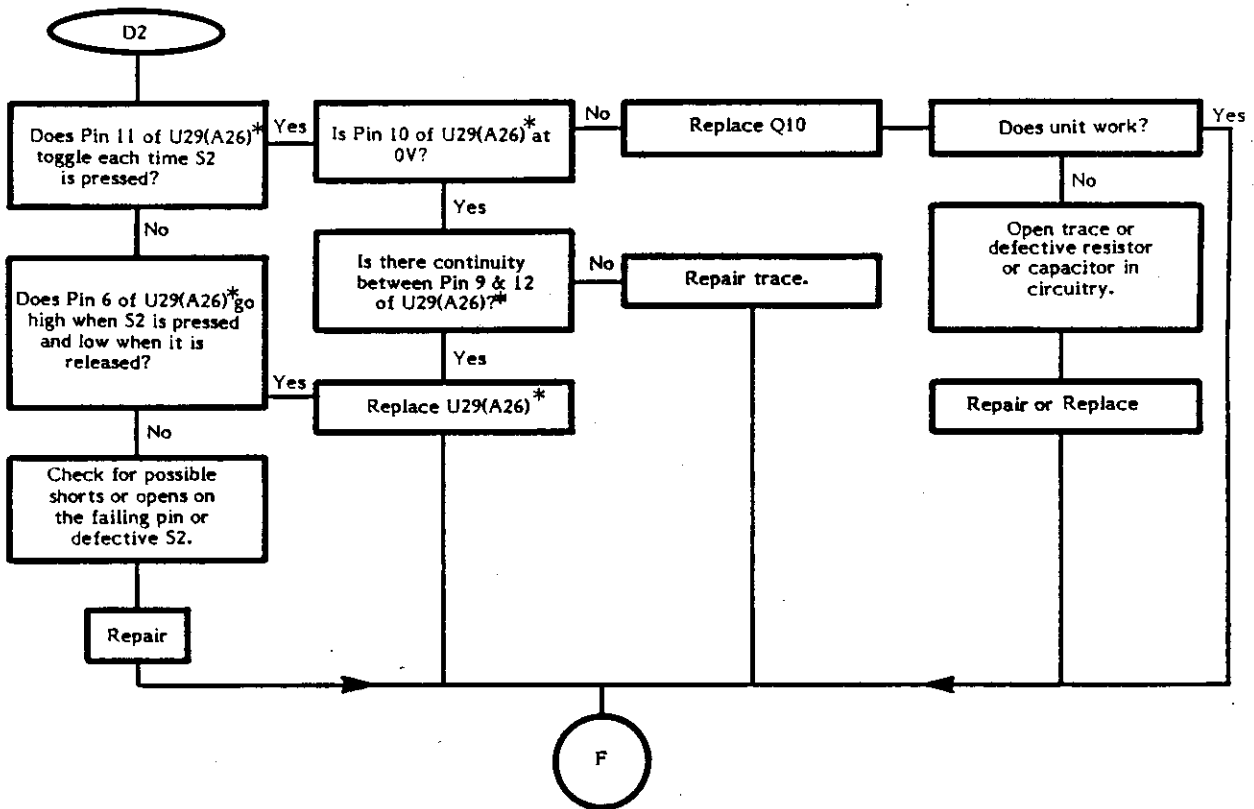 D2
Does Pin 11 of U29(A26)*
toggle each time S2
is pressed?
Yes
Is Pin 10 of U29(A26)* at
0V?
No
Replace Q10
Does unit work?
Yes
No
Yes
No
Does Pin 6 of U29(A26)*go
high when S2 is pressed
and low when it is
released?
Is there continuity
between Pin 9 & 12
of U29(A26)?*
No
Repair trace.
Open trace or
defective resistor
or capacitor in
circuitry.
Yes
Yes
Replace U29(A26)*
Repair or Replace
No
Check for possible
shorts or opens on
the failing pin or
defective S2.
Repair
F